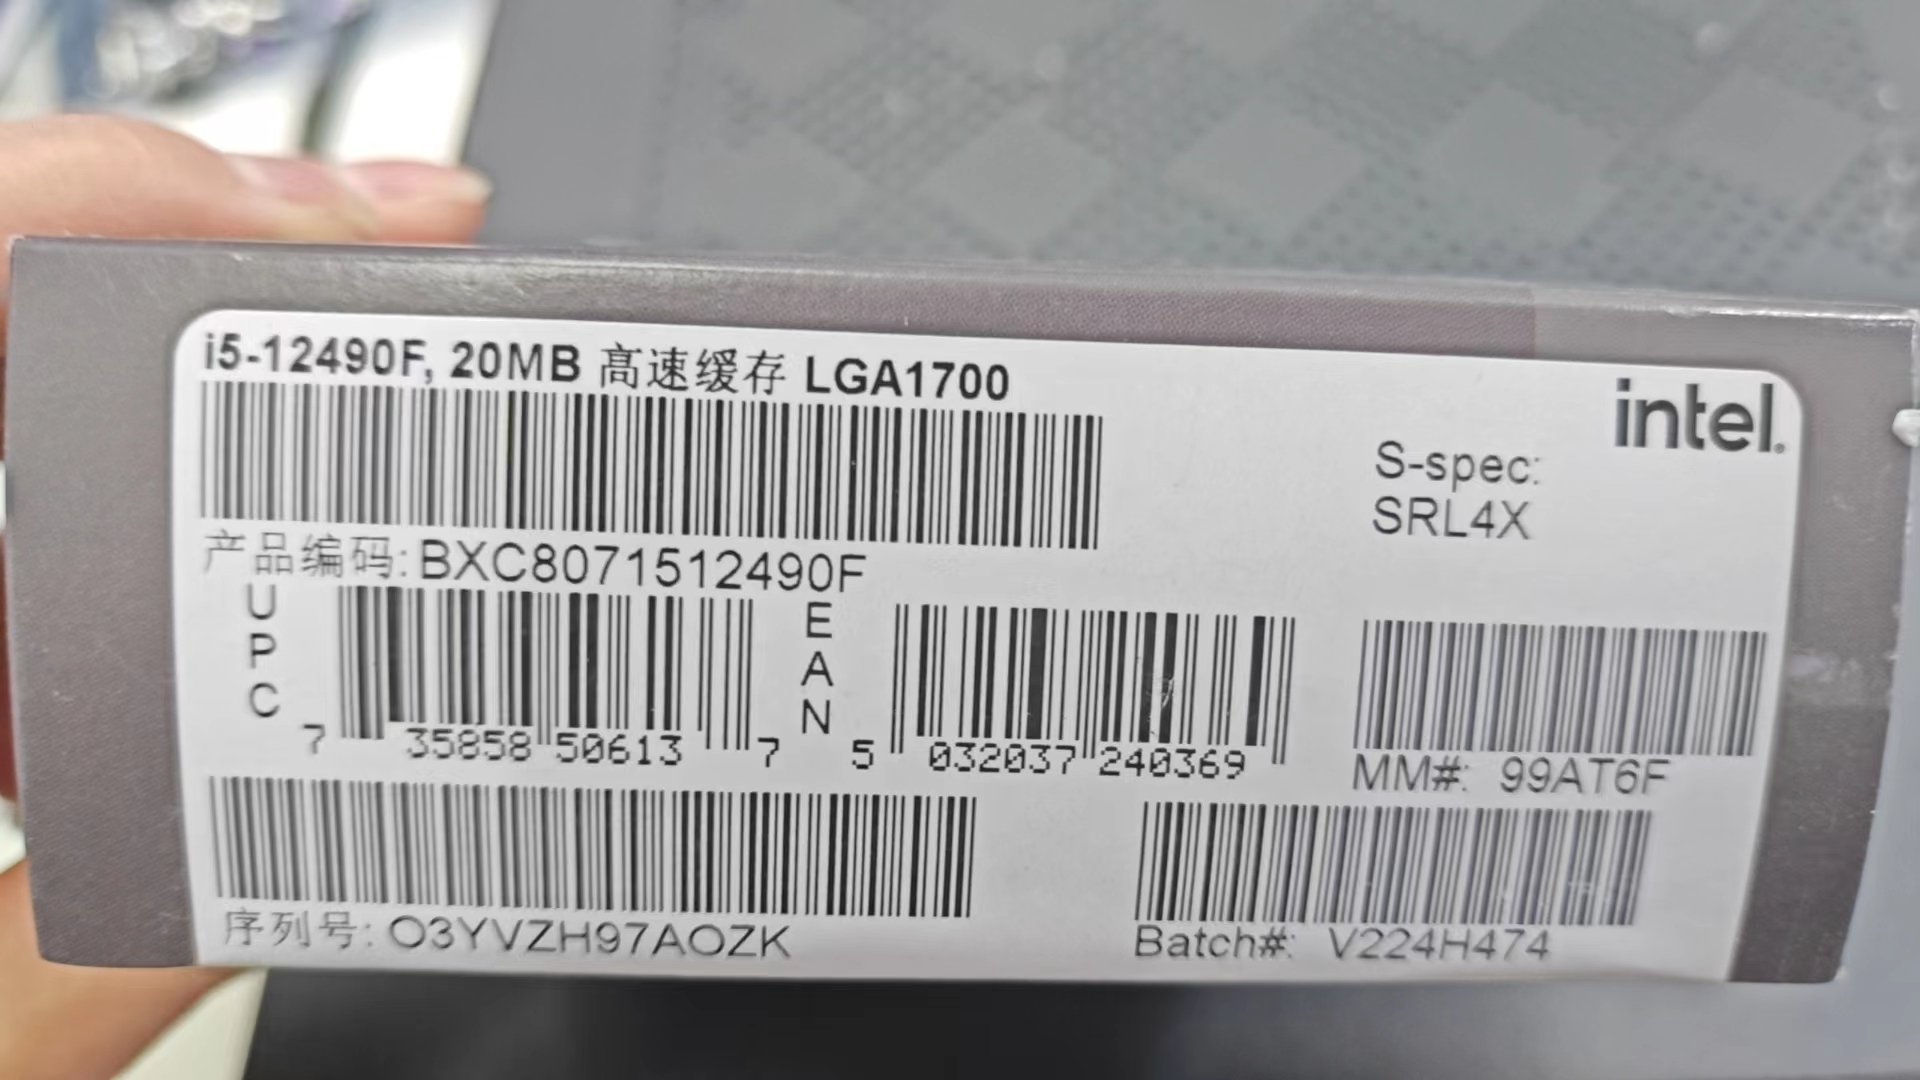 i5-12490F, 20MB 高速缓存 LGA1700
intel.
S-spec:
SRL4X
产品编码: BXC8071512490F
UPC
7 35858 50613 7
EAN
5 032037 240369
MM#: 99AT6F
序列号: O3YVZH97AOZK
Batch#: V224H474